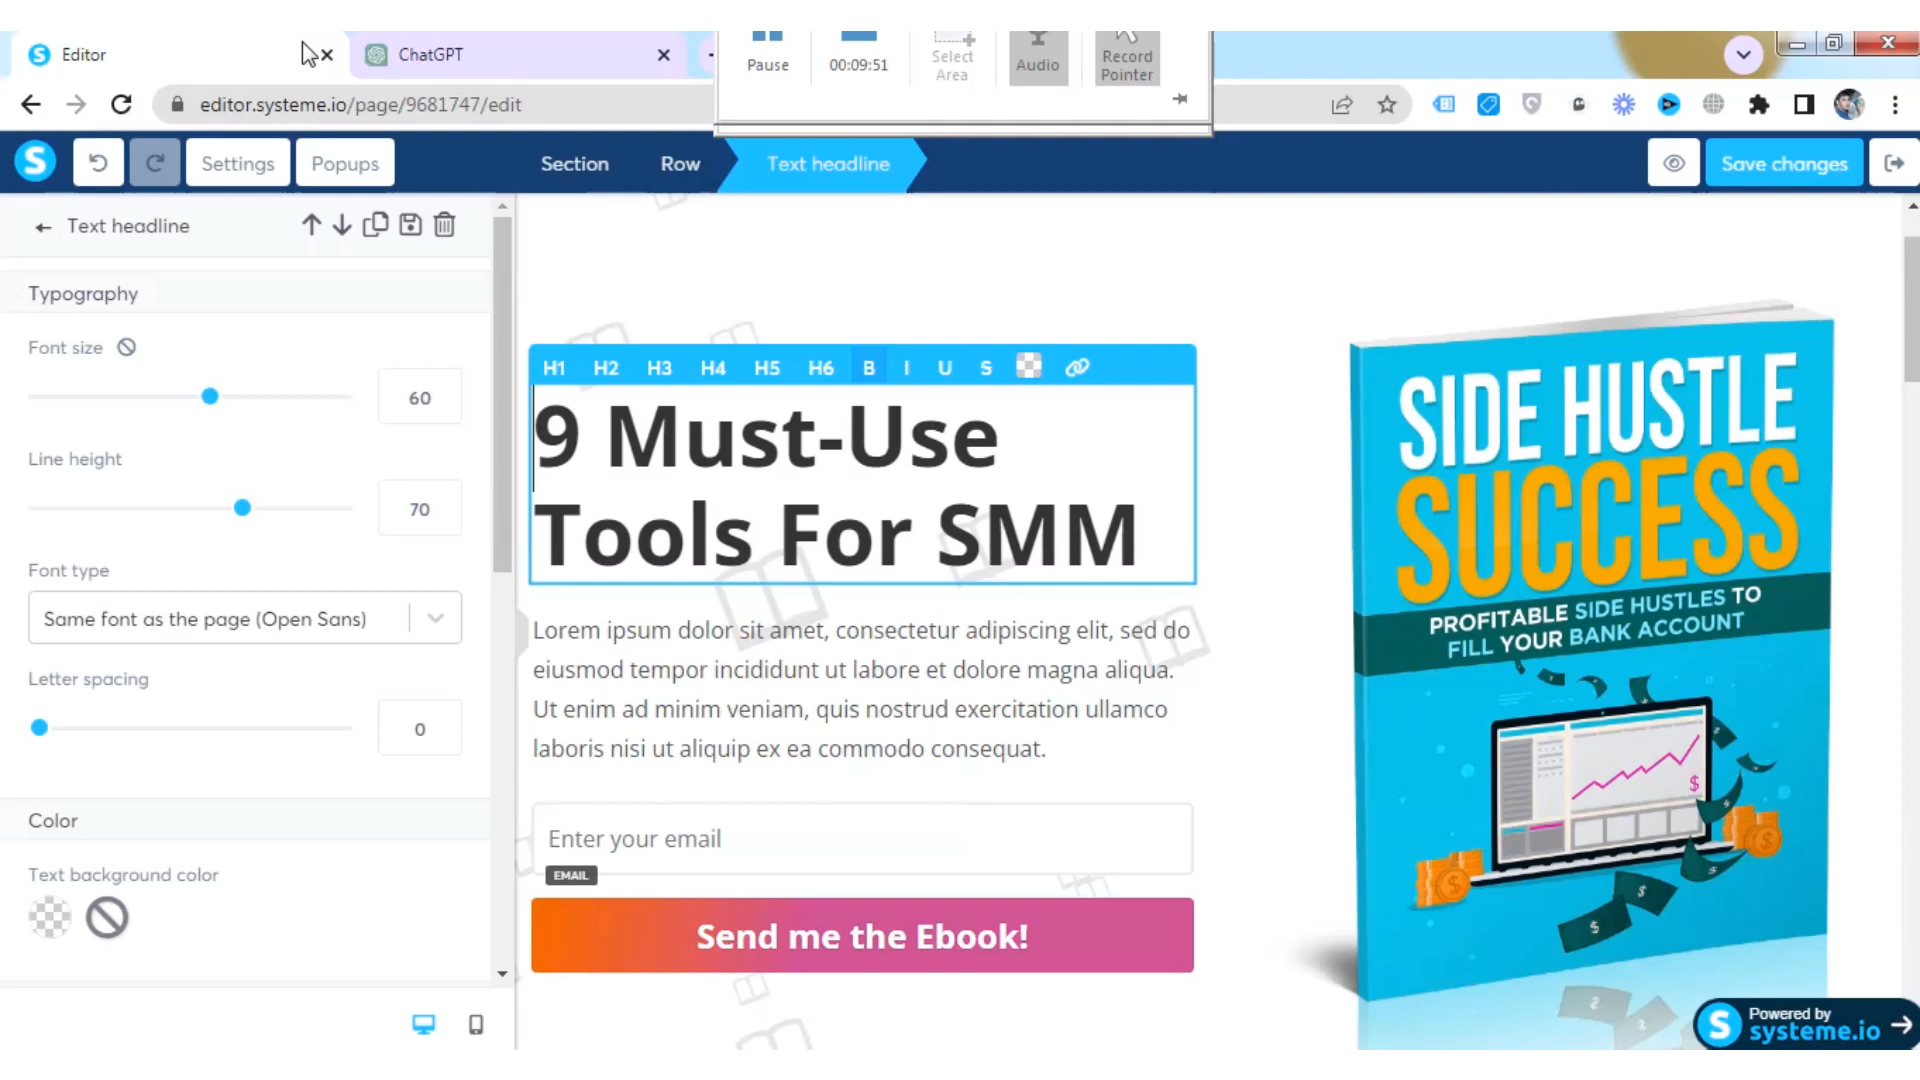 Editor
ChatGPT
Pause
00:09:51
Select
Area
Audio
Record
Pointer
editor.systeme.io/page/9681747/edit
S
Settings
Popups
Section
Row
Text headline
Save changes
Text headline
Typography
Font size
60
Line height
70
Font type
Same font as the page (Open Sans)
Letter spacing
0
Color
Text background color
H1 H2 H3 H4 H5 H6 B I U S
9 Must-Use
Tools For SMM
Lorem ipsum dolor sit amet, consectetur adipiscing elit, sed do
eiusmod tempor incididunt ut labore et dolore magna aliqua.
Ut enim ad minim veniam, quis nostrud exercitation ullamco
laboris nisi ut aliquip ex ea commodo consequat.
Enter your email
EMAIL
Send me the Ebook!
SIDE HUSTLE
SUCCESS
PROFITABLE SIDE HUSTLES TO
FILL YOUR BANK ACCOUNT
S
Powered by
systeme.io